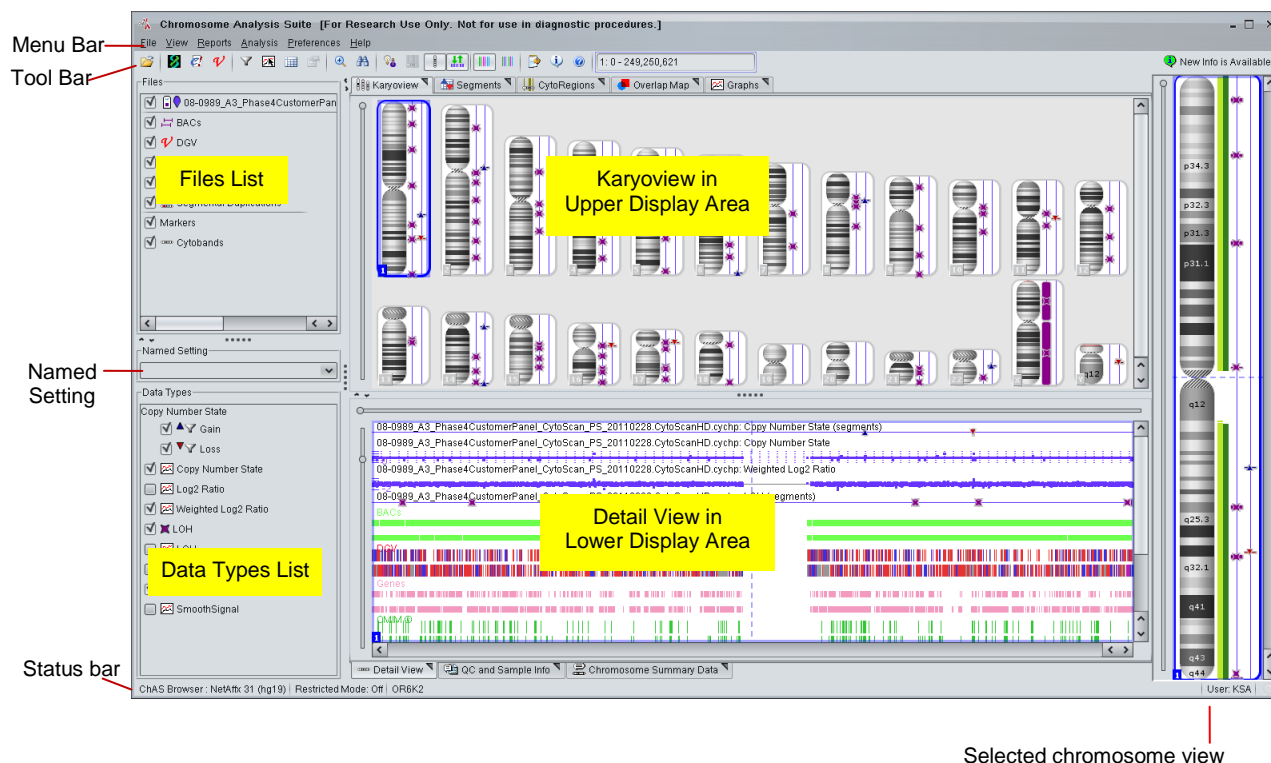 Chromosome Analysis Suite [For Research Use Only. Not for use in diagnostic procedures.]
Menu Bar
File View Reports Analysis Preferences Help
Tool Bar
1: 0 - 249,250,621
New Info is Available
Files
08-0989_A3_Phase4CustomerPan
BACs
DGV
Segmental Duplications
Markers
Cytobands
Files List
Karyoview
Segments
CytoRegions
Overlap Map
Graphs
Karyoview in
Upper Display Area
1
q12
p34.3
p32.3
p31.3
p31.1
q12
q25.3
q32.1
q41
q43
q44
1
Named
Setting
Named Setting
Data Types
Copy Number State
Gain
Loss
Copy Number State
Log2 Ratio
Weighted Log2 Ratio
LOH
SmoothSignal
Data Types List
08-0989_A3_Phase4CustomerPanel_CytoScan_PS_20110228.CytoScanHD.cychp: Copy Number State (segments)
08-0989_A3_Phase4CustomerPanel_CytoScan_PS_20110228.CytoScanHD.cychp: Copy Number State
08-0989_A3_Phase4CustomerPanel_CytoScan_PS_20110228.CytoScanHD.cychp: Weighted Log2 Ratio
BACs
DGV
Genes
OMIM ®
1
Detail View in
Lower Display Area
Detail View
QC and Sample Info
Chromosome Summary Data
Status bar
ChAS Browser : NetAffx 31 (hg19) Restricted Mode: Off OR6K2
User: KSA
Selected chromosome view